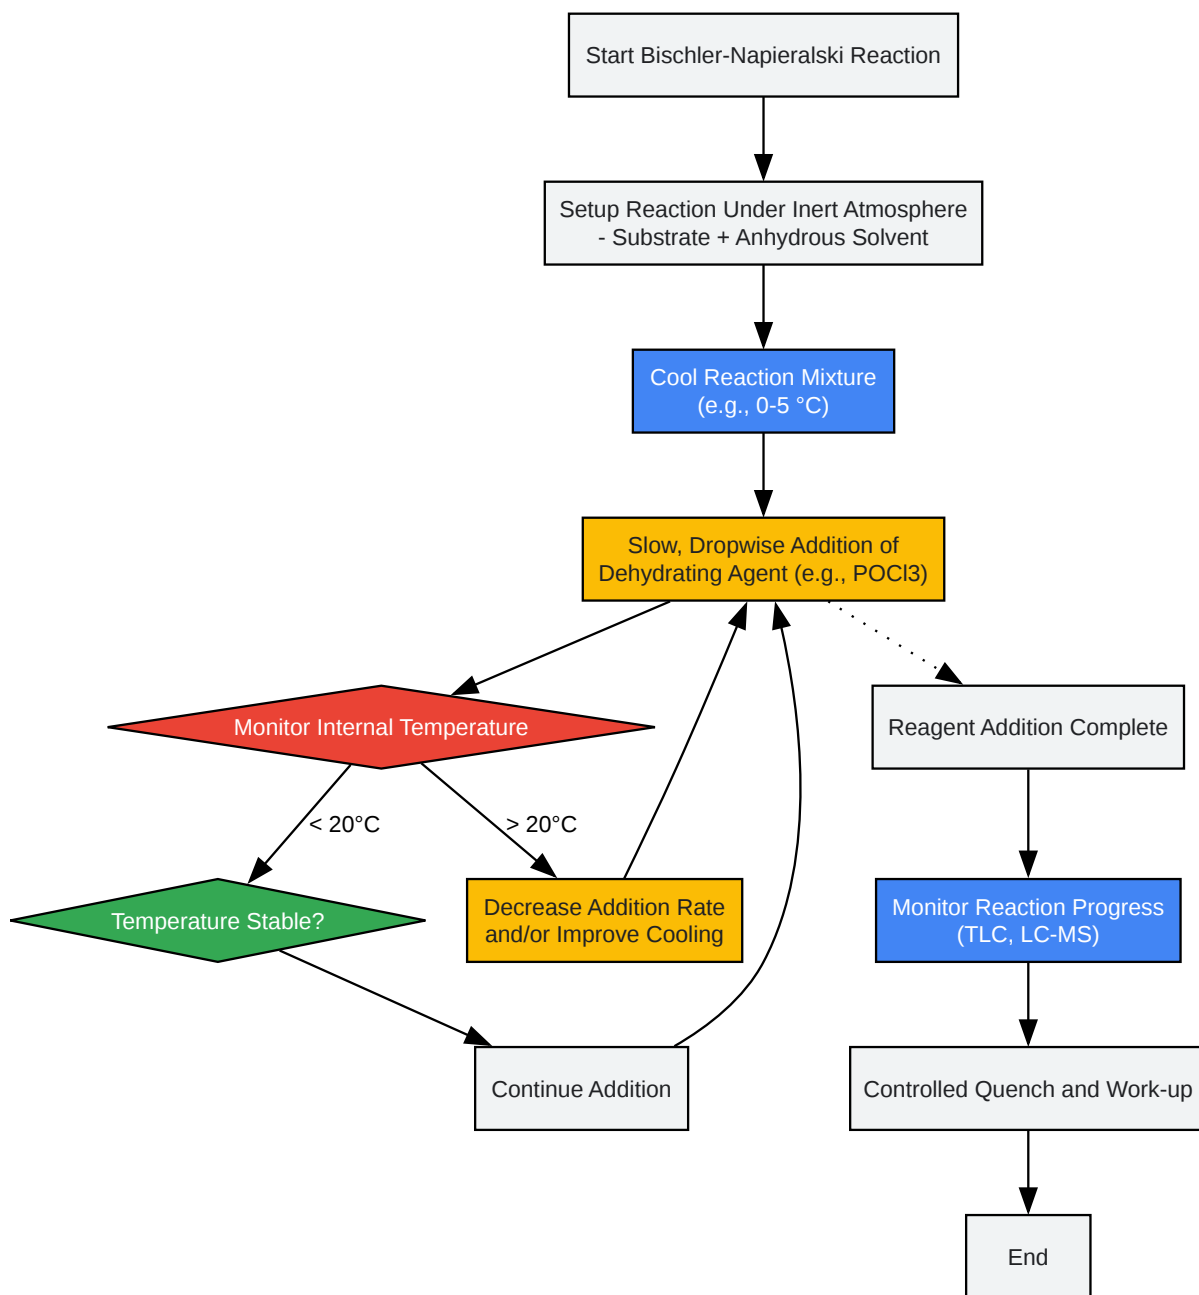 Start Bischler-Napieralski Reaction
Setup Reaction Under Inert Atmosphere
- Substrate + Anhydrous Solvent
Cool Reaction Mixture
(e.g., 0-5 °C)
Slow, Dropwise Addition of
Dehydrating Agent (e.g., POCl3)
Monitor Internal Temperature
Reagent Addition Complete
< 20°C
> 20°C
Temperature Stable?
Decrease Addition Rate
and/or Improve Cooling
Monitor Reaction Progress
(TLC, LC-MS)
Continue Addition
Controlled Quench and Work-up
End